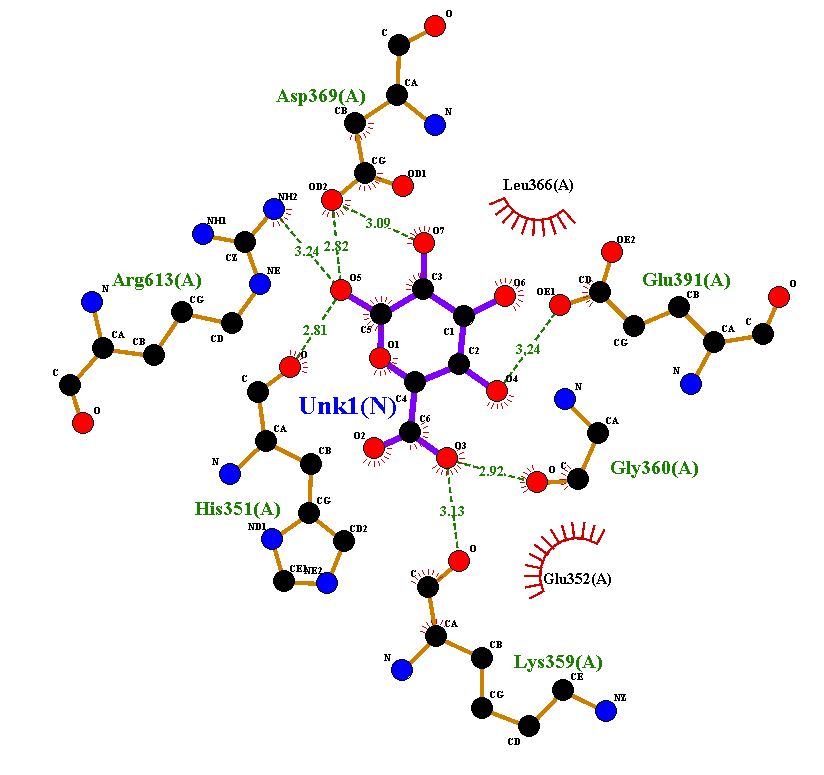 O
C
CA
Asp369(A)
CB
N
CG
OD1
OD2
Leu366(A)
NH2
3.09
NH1
O7
OE2
3.24
2.82
CZ
Arg613(A)
NE
O5
C3
O6
OE1
CD
Glu391(A)
N
CG
C5
C1
CB
O
CD
2.81
CA
CB
O1
3.24
CG
CA
C
C
O
C2
O
C
Unk1(N)
C4
O4
N
N
CA
C6
CA
O2
O3
CB
N
2.92
O
C
Gly360(A)
His351(A)
CG
3.13
ND1
CD2
O
CE1
NE2
C
Glu352(A)
CA
N
CB
Lys359(A)
CE
CG
NZ
CD